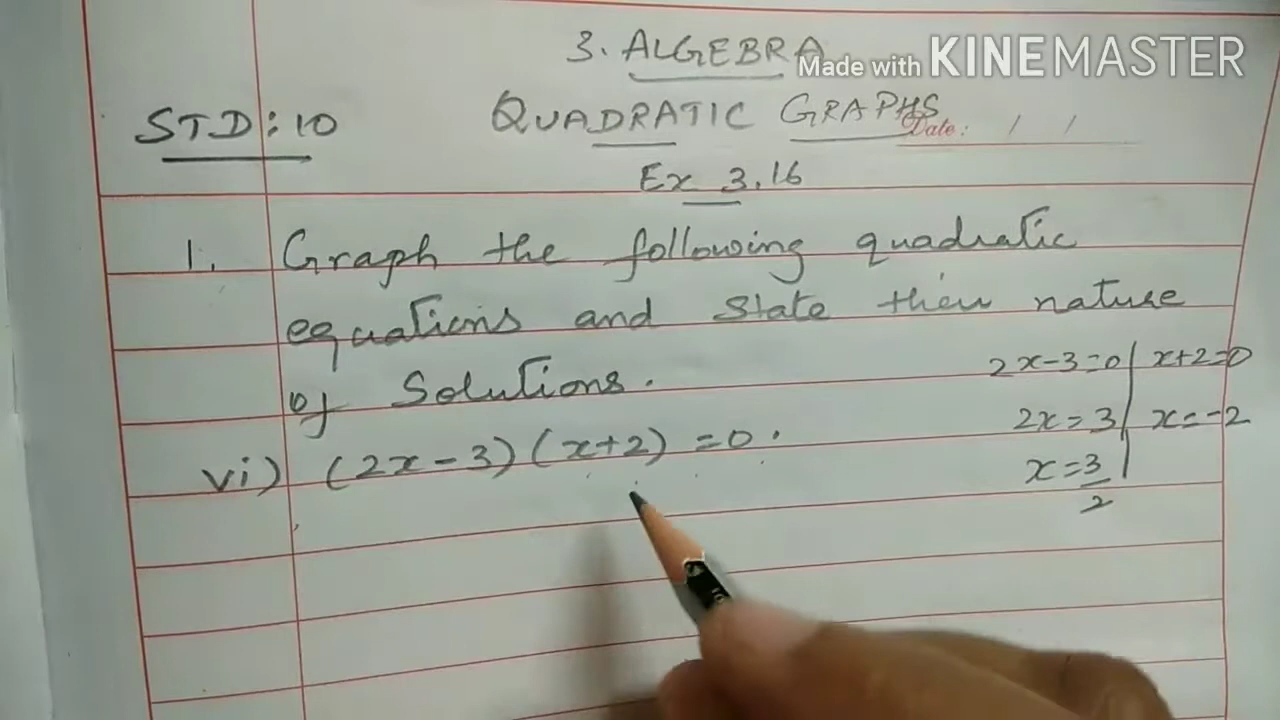 3. ALGEBRA
Made with KINEMASTER
STD: 10
QUADRATIC GRAPHS
Date: / /
Ex 3.16
1. Graph the following quadratic
equations and state their nature
of Solutions.
vi) (2x-3)(x+2) =0.
2x-3=0 | x+2=0
2x=3 | x=-2
x=3/2